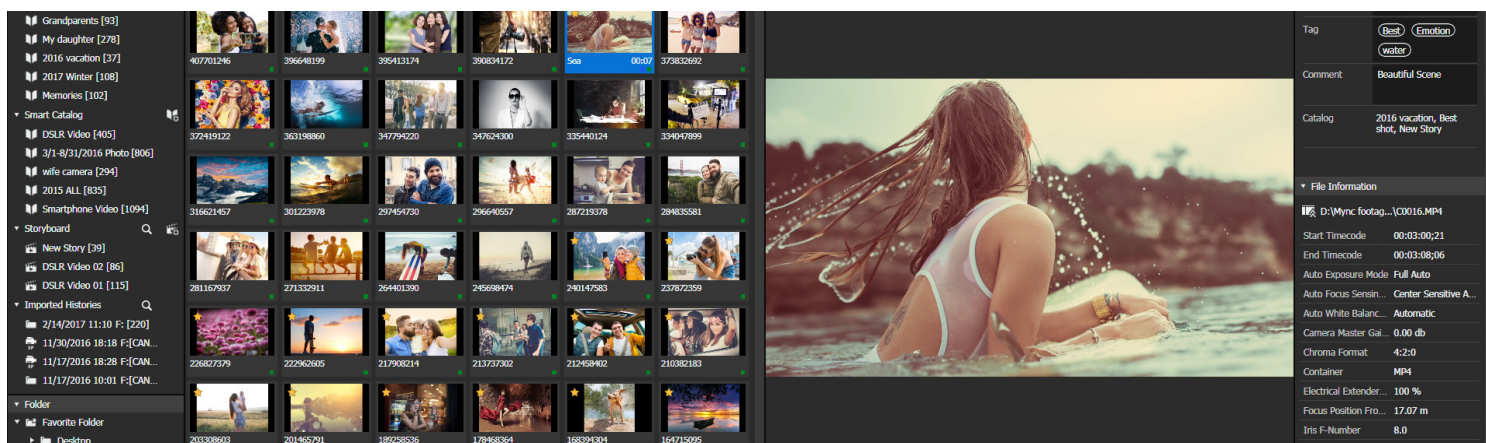 Grandparents [93]
My daughter [278]
2016 vacation [37]
2017 Winter [108]
Memories [102]
Smart Catalog
DSLR Video [405]
3/1-8/31/2016 Photo [806]
wife camera [294]
2015 ALL [835]
Smartphone Video [1094]
Storyboard
New Story [39]
DSLR Video 02 [86]
DSLR Video 01 [115]
Imported Histories
2/14/2017 11:10 F: [220]
11/30/2016 18:18 F:[CAN...
11/17/2016 18:28 F:[CAN...
11/17/2016 10:01 F:[CAN...
Folder
Favorite Folder
Desktop
407701246 396648199 395413174 390834172 Sea 00:07 373832692
372419122 363198860 347794220 347624300 335440124 334047899
316621457 301223978 297454730 296640557 287219378 284835581
281167937 271332911 264401390 245698474 240147583 237872359
226827379 222962605 217908214 213737302 212458402 210382183
203308603 201465791 189258536 178468364 168394304 164715095
Tag Best Emotion
water
Comment Beautiful Scene
Catalog 2016 vacation, Best
shot, New Story
File Information
D:\Mync footag...\C0016.MP4
Start Timecode 00:03:00;21
End Timecode 00:03:08;06
Auto Exposure Mode Full Auto
Auto Focus Sensin... Center Sensitive A...
Auto White Balanc... Automatic
Camera Master Gai... 0.00 db
Chroma Format 4:2:0
Container MP4
Electrical Extender... 100 %
Focus Position Fro... 17.07 m
Iris F-Number 8.0